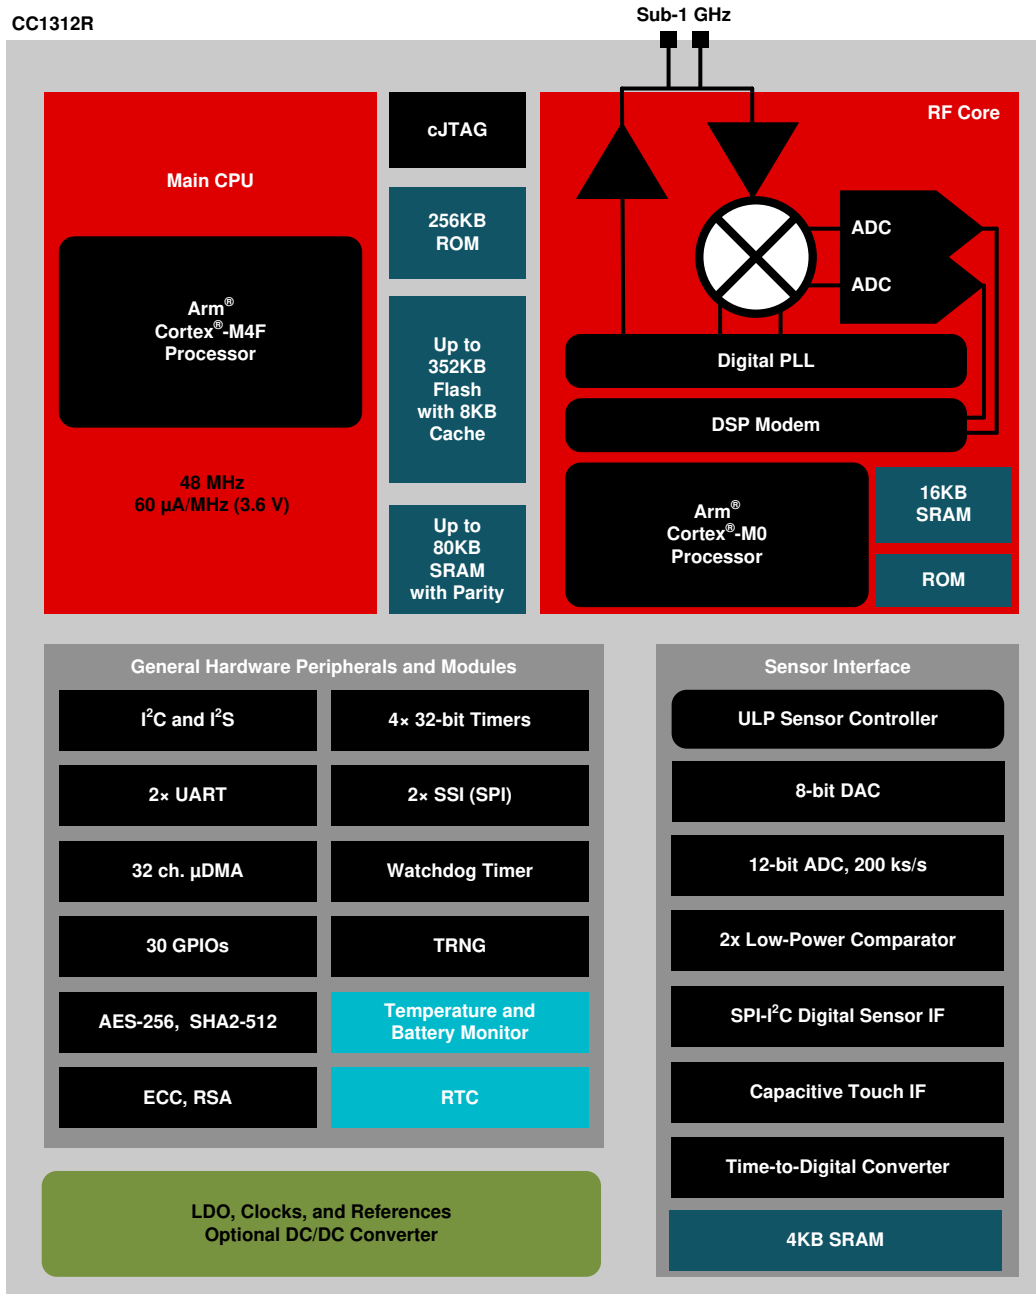 CC1312R
Sub-1 GHz
Main CPU
Arm®
Cortex®-M4F
Processor
48 MHz
60 µA/MHz (3.6 V)
cJTAG
256KB
ROM
Up to
352KB
Flash
with 8KB
Cache
Up to
80KB
SRAM
with Parity
RF Core
ADC
ADC
Digital PLL
DSP Modem
Arm®
Cortex®-M0
Processor
16KB
SRAM
ROM
General Hardware Peripherals and Modules
I²C and I²S
4× 32-bit Timers
2× UART
2× SSI (SPI)
32 ch. µDMA
Watchdog Timer
30 GPIOs
TRNG
AES-256, SHA2-512
Temperature and
Battery Monitor
ECC, RSA
RTC
LDO, Clocks, and References
Optional DC/DC Converter
Sensor Interface
ULP Sensor Controller
8-bit DAC
12-bit ADC, 200 ks/s
2x Low-Power Comparator
SPI-I²C Digital Sensor IF
Capacitive Touch IF
Time-to-Digital Converter
4KB SRAM